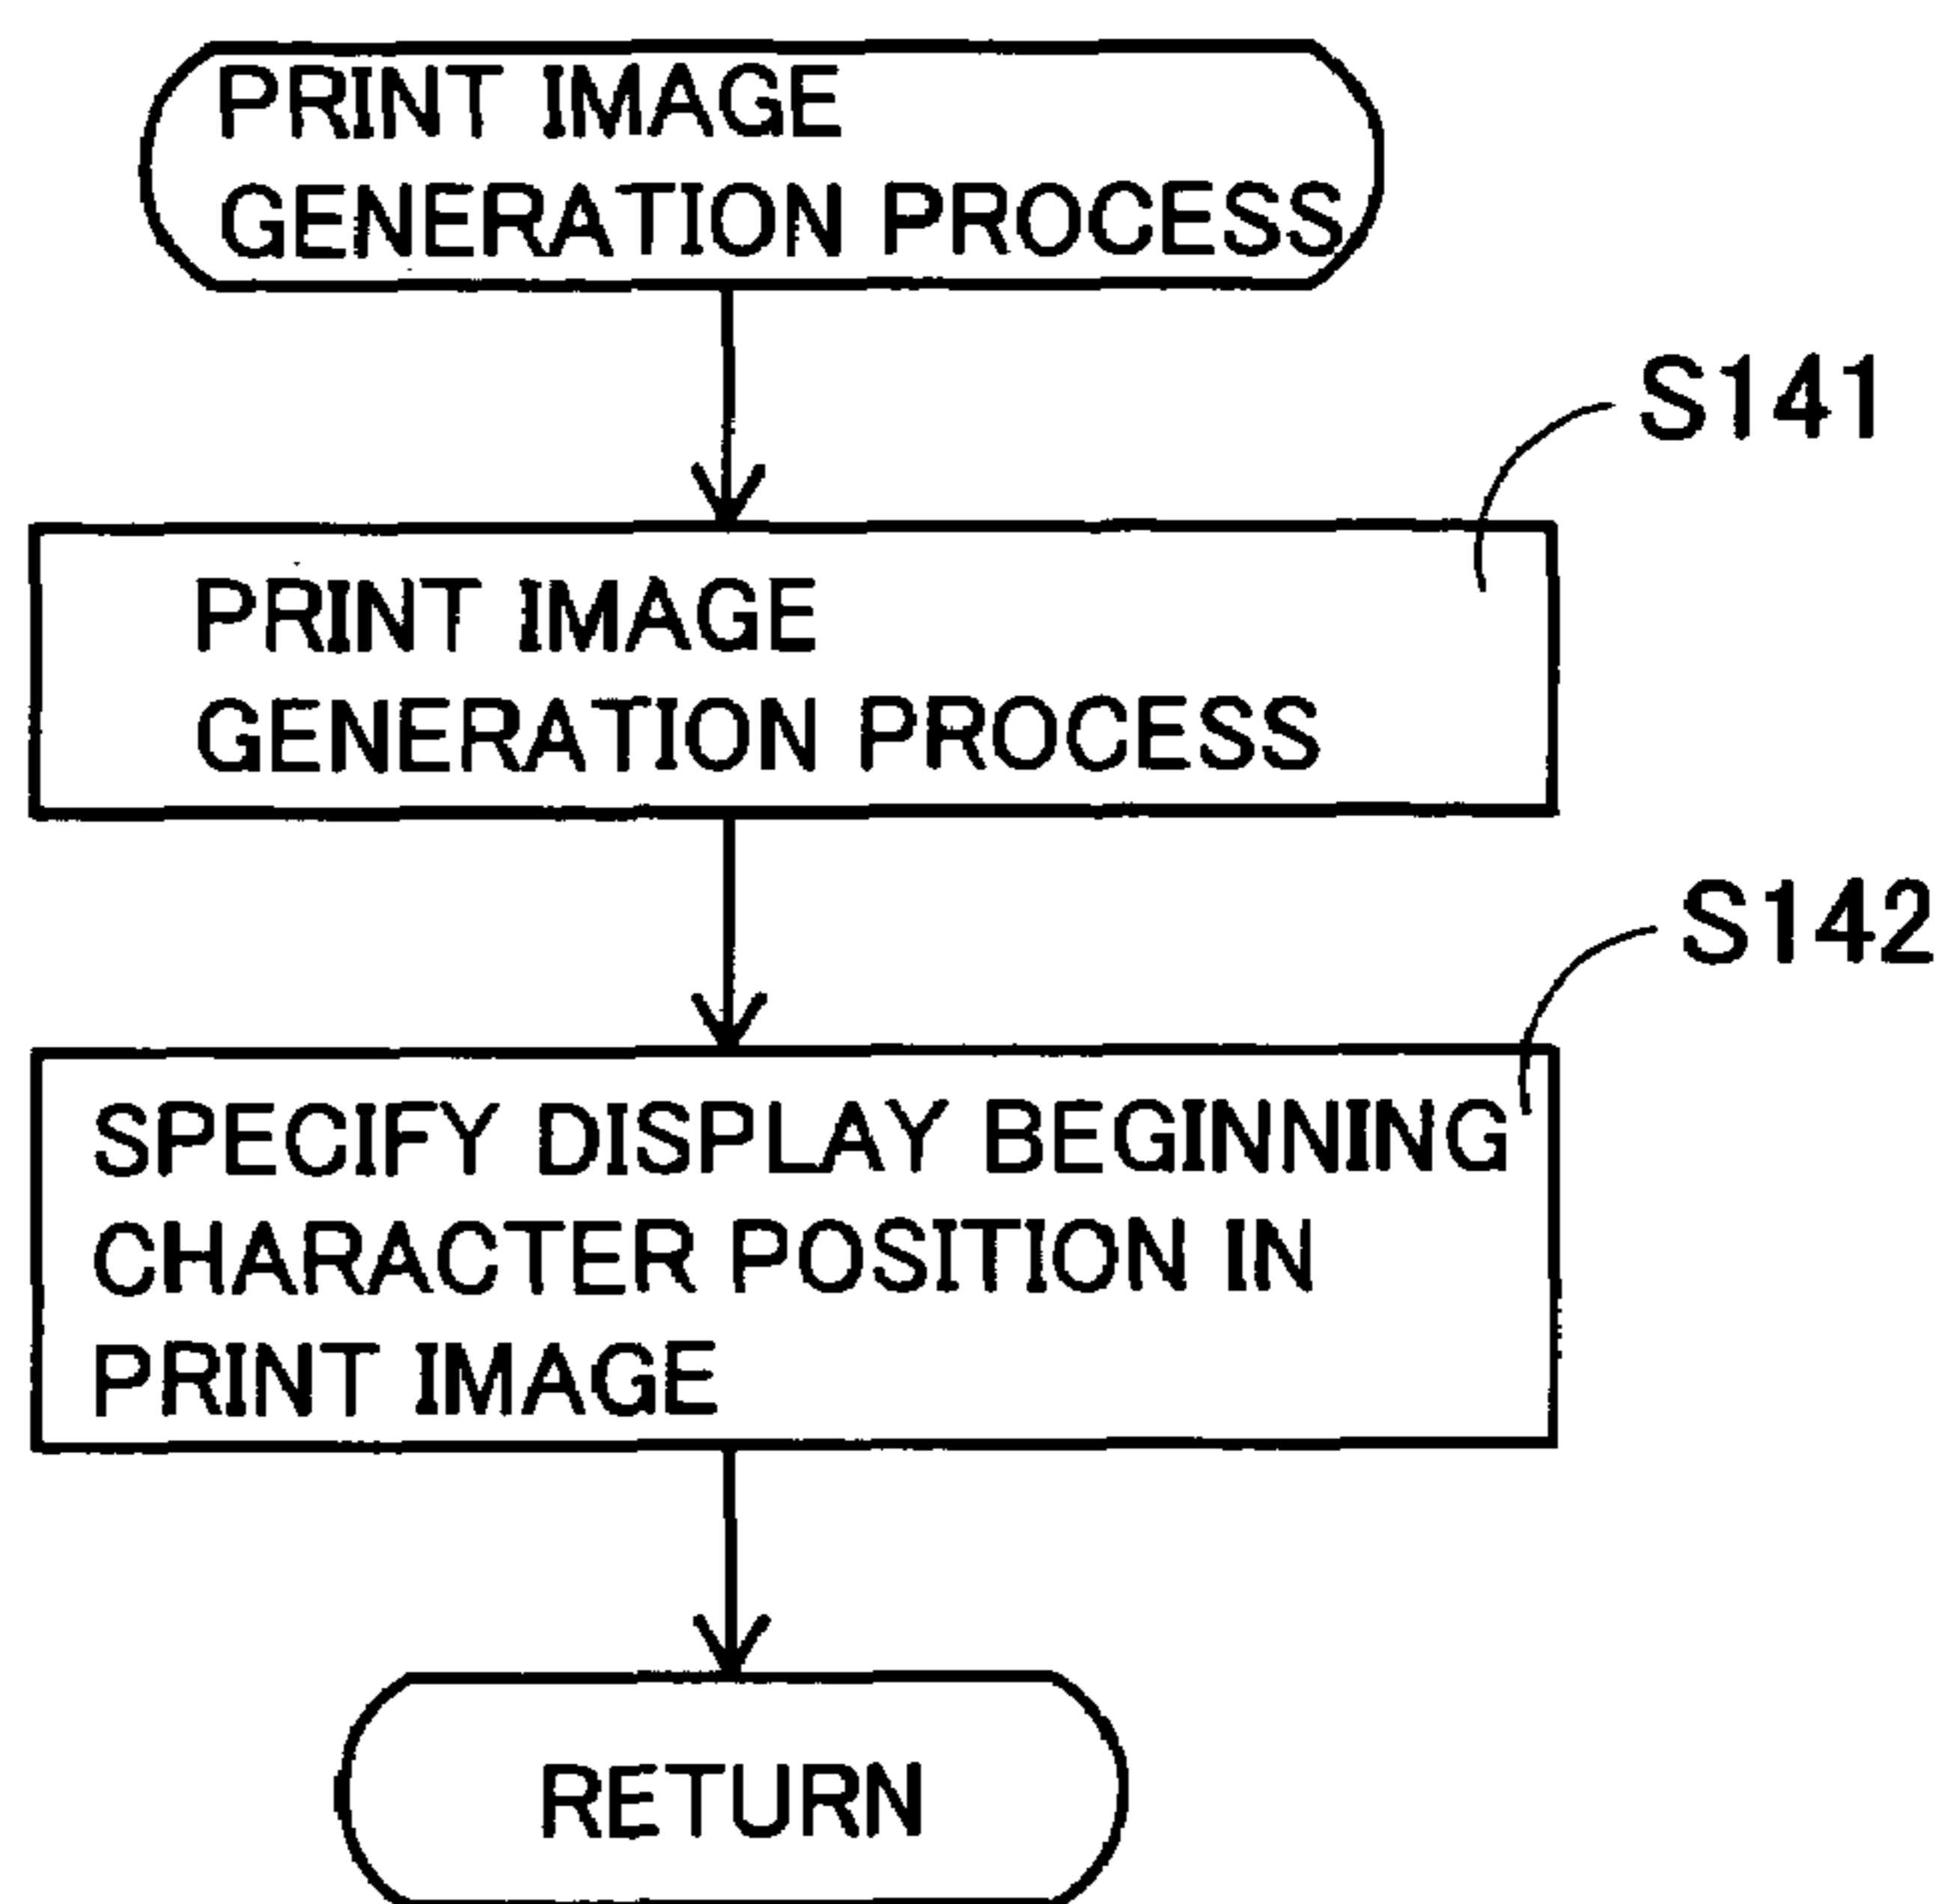 PRINT IMAGE
GENERATION PROCESS
S141
PRINT IMAGE
GENERATION PROCESS
S142
SPECIFY DISPLAY BEGINNING
CHARACTER POSITION IN
PRINT IMAGE
RETURN